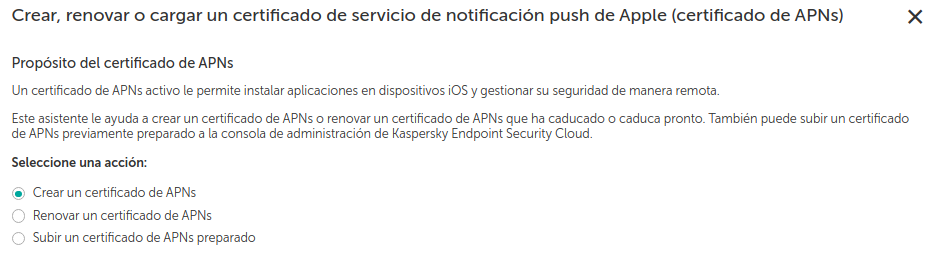 Crear, renovar o cargar un certificado de servicio de notificación push de Apple (certificado de APNs)
Propósito del certificado de APNs
Un certificado de APNs activo le permite instalar aplicaciones en dispositivos iOS y gestionar su seguridad de manera remota.
Este asistente le ayuda a crear un certificado de APNs o renovar un certificado de APNs que ha caducado o caduca pronto. También puede subir un certificado
de APNs previamente preparado a la consola de administración de Kaspersky Endpoint Security Cloud.
Seleccione una acción:
Crear un certificado de APNs
Renovar un certificado de APNs
Subir un certificado de APNs preparado